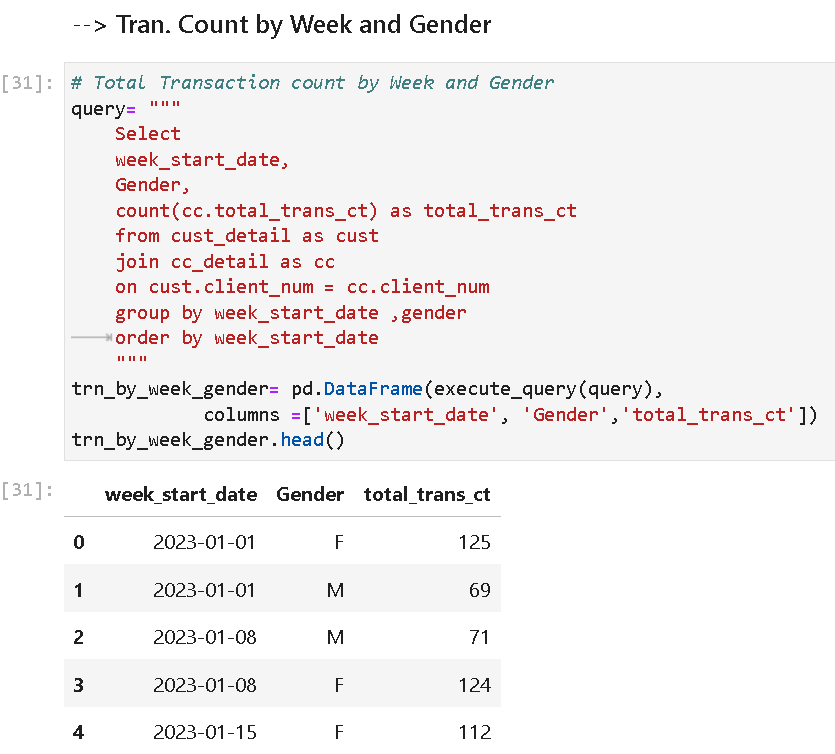 --> Tran. Count by Week and Gender
[31]: # Total Transaction count by Week and Gender
query= """
Select
week_start_date,
Gender,
count(cc.total_trans_ct) as total_trans_ct
from cust_detail as cust
join cc_detail as cc
on cust.client_num = cc.client_num
group by week_start_date ,gender
order by week_start_date
"""
trn_by_week_gender= pd.DataFrame(execute_query(query),
columns =['week_start_date', 'Gender','total_trans_ct'])
trn_by_week_gender.head()
[31]: week_start_date Gender total_trans_ct
0 2023-01-01 F 125
1 2023-01-01 M 69
2 2023-01-08 M 71
3 2023-01-08 F 124
4 2023-01-15 F 112